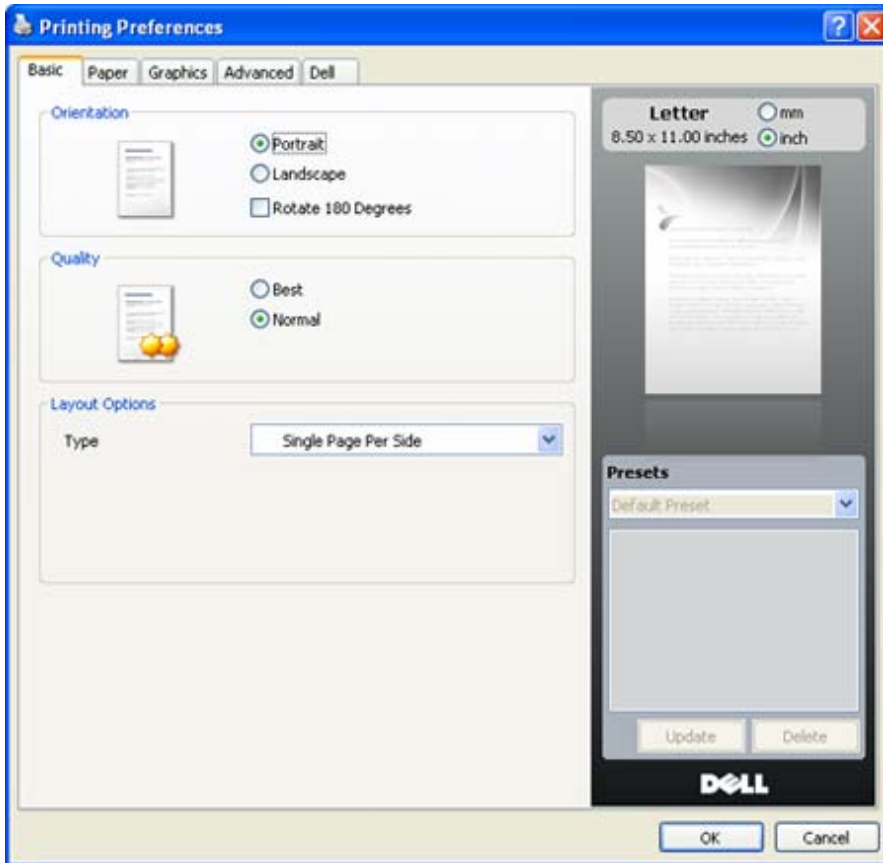 Printing Preferences
Basic Paper Graphics Advanced Dell
Orientation
Portrait
Landscape
Rotate 180 Degrees
Quality
Best
Normal
Layout Options
Type Single Page Per Side
Letter mm
8.50 x 11.00 inches inch
Presets
Default Preset
Update Delete
DELL
OK Cancel